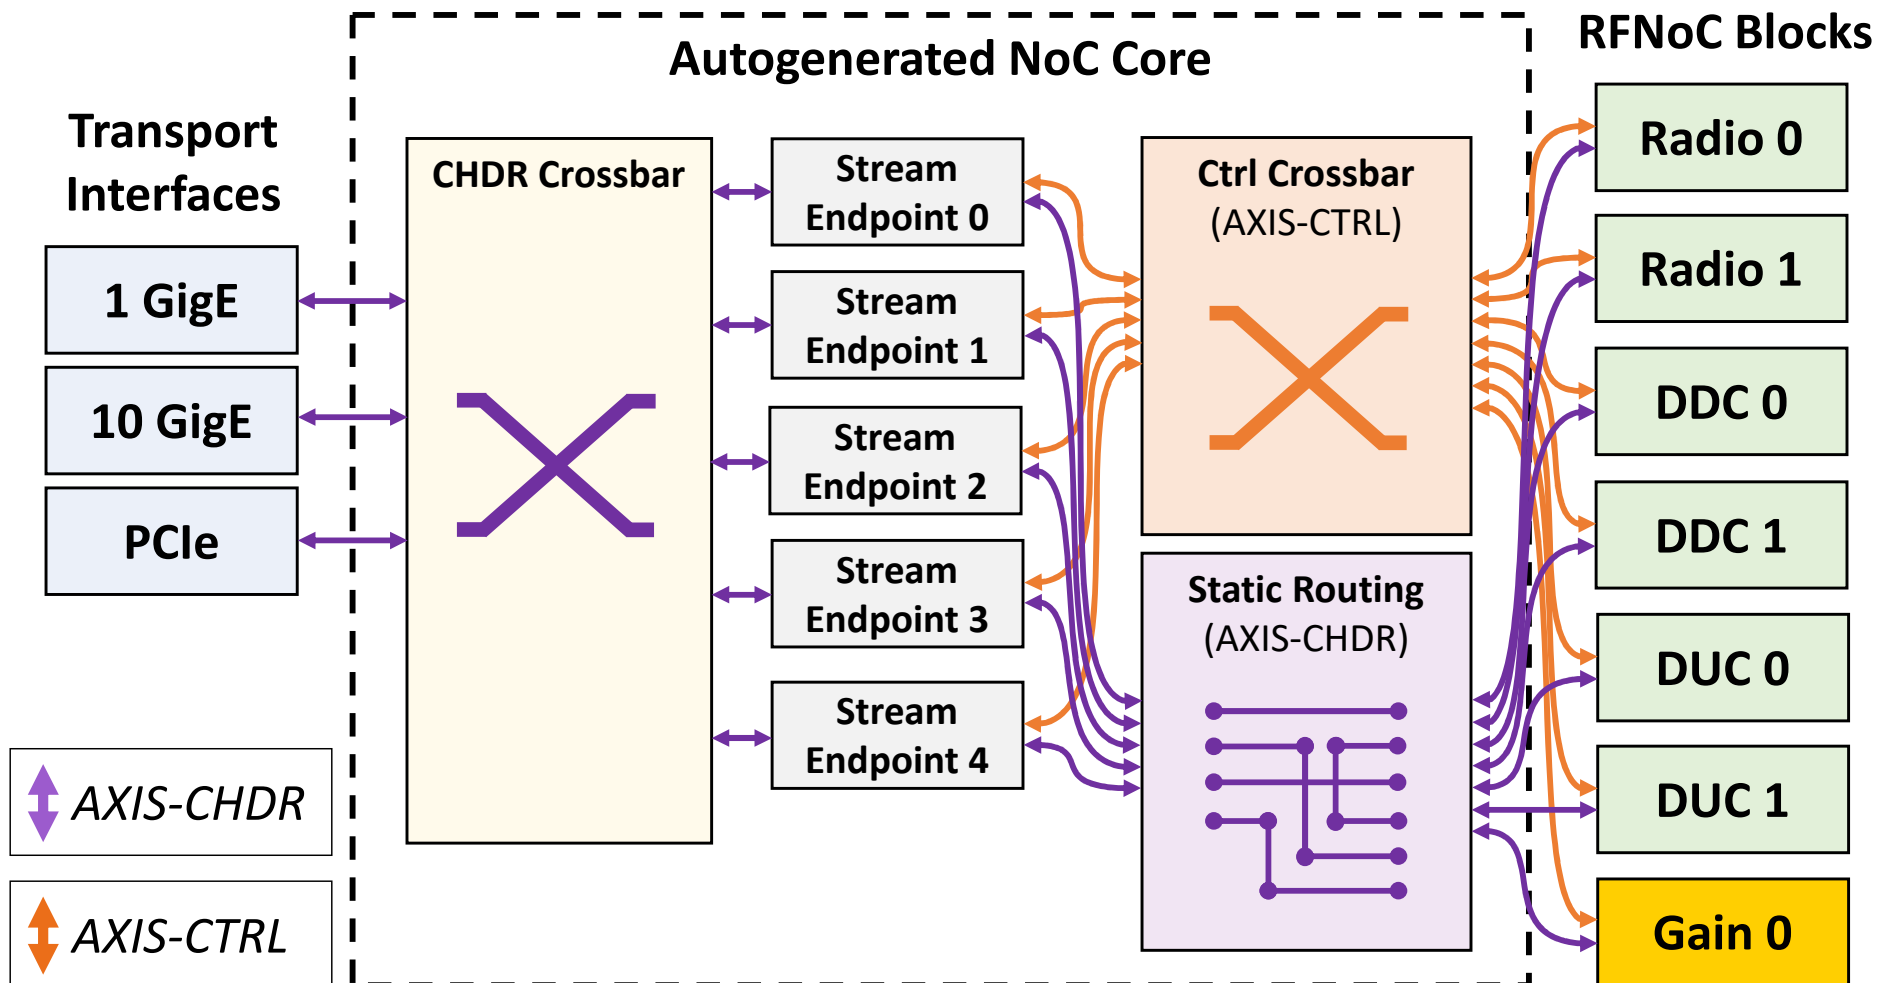 Autogenerated NoC Core
RFNoC Blocks
Transport
Interfaces
1 GigE
10 GigE
PCIe
CHDR Crossbar
Stream
Endpoint 0
Stream
Endpoint 1
Stream
Endpoint 2
Stream
Endpoint 3
Stream
Endpoint 4
Ctrl Crossbar
(AXIS-CTRL)
Static Routing
(AXIS-CHDR)
Radio 0
Radio 1
DDC 0
DDC 1
DUC 0
DUC 1
Gain 0
AXIS-CHDR
AXIS-CTRL